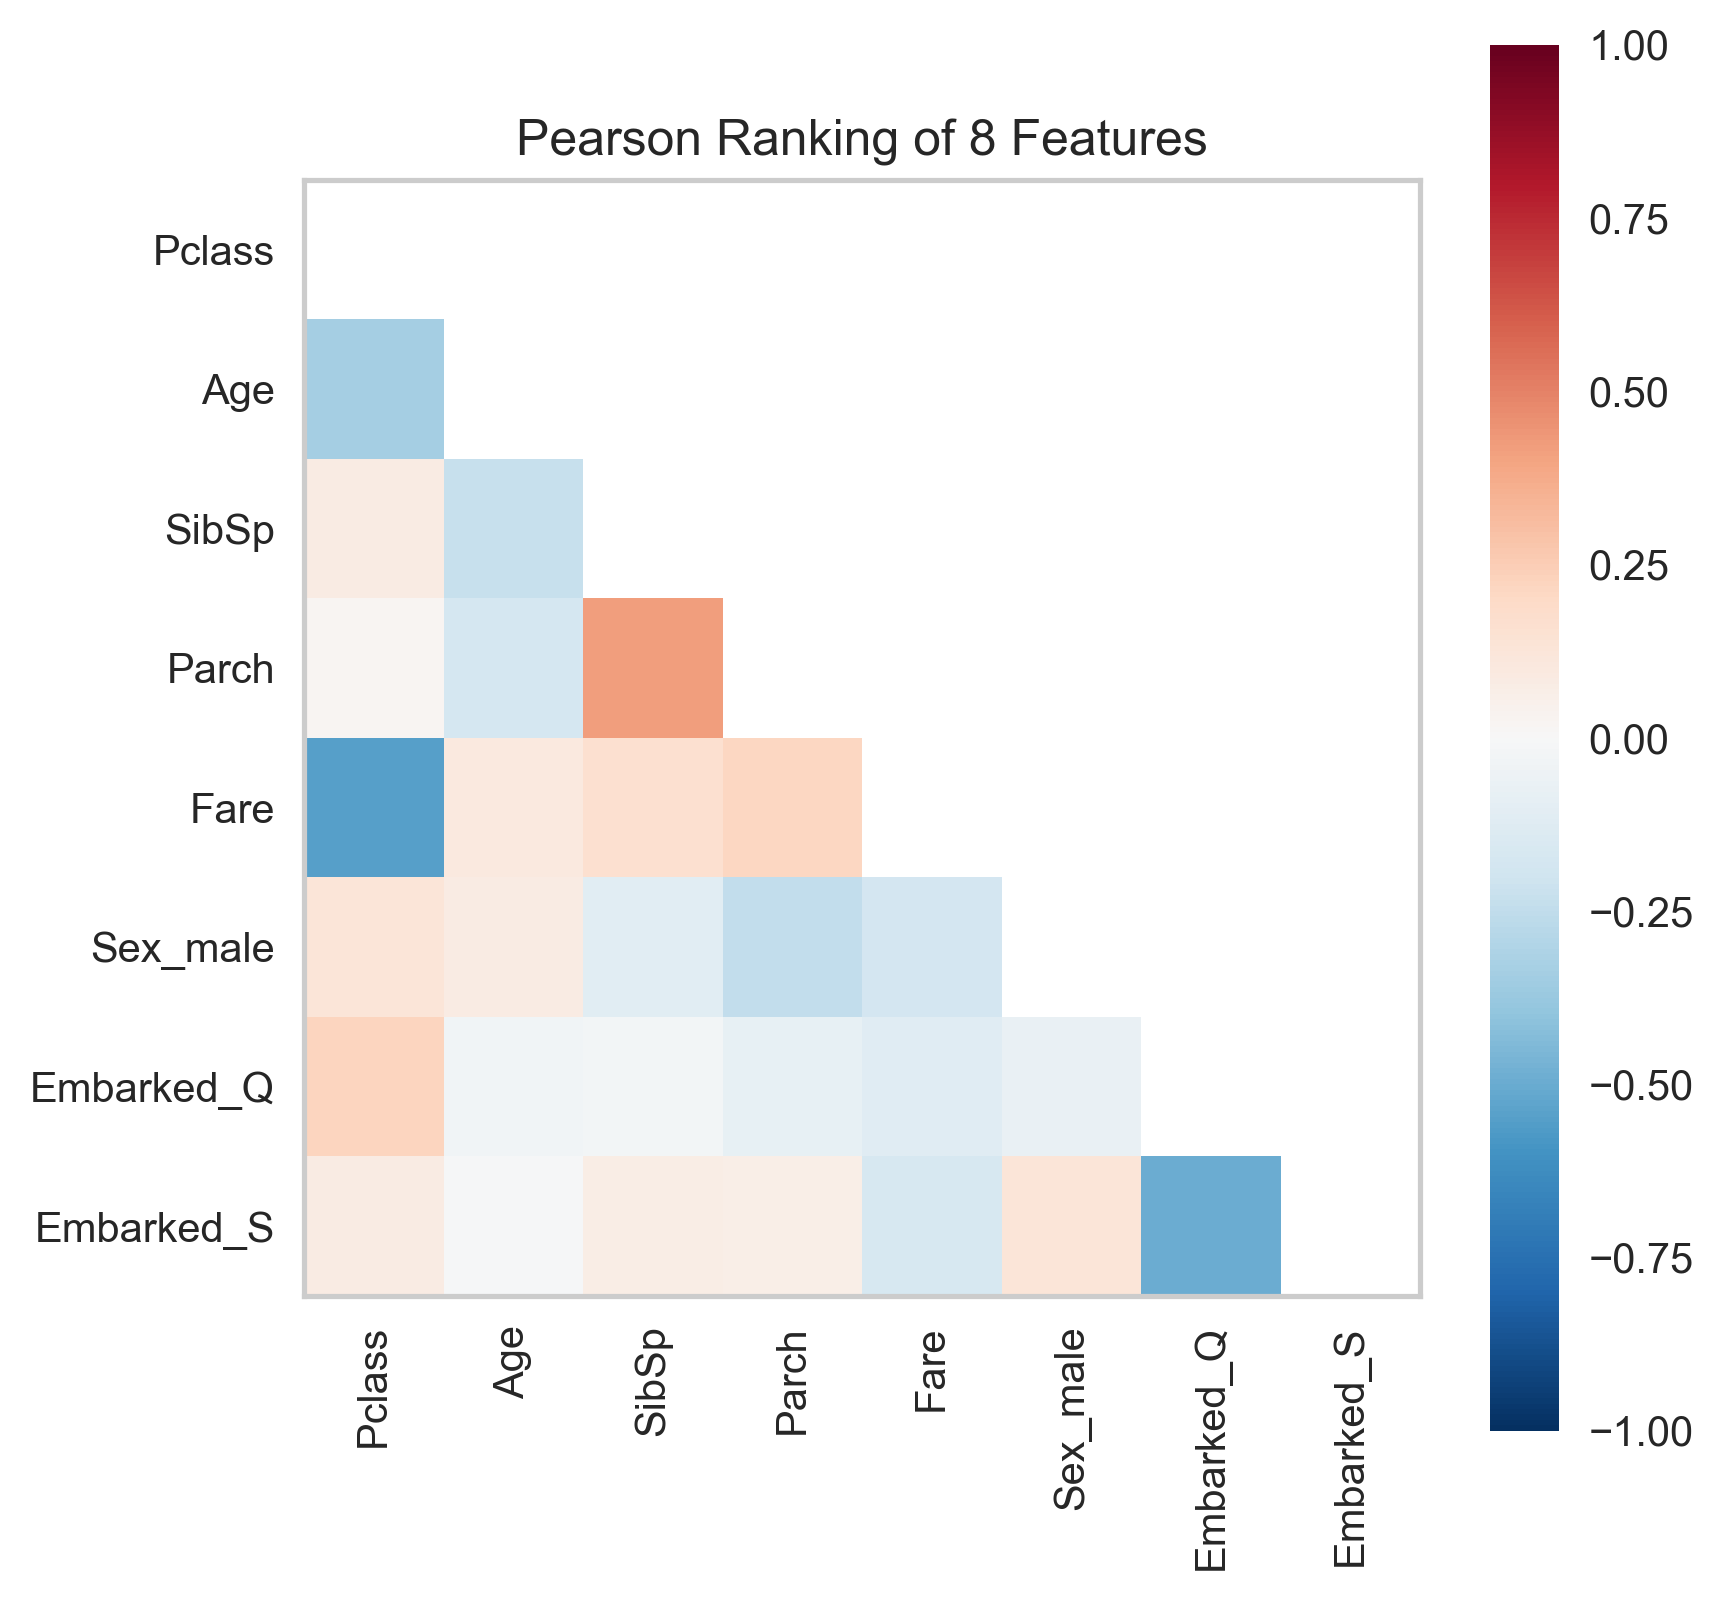 Pearson Ranking of 8 Features
Pclass
Age
SibSp
Parch
Fare
Sex_male
Embarked_Q
Embarked_S
Pclass
Age
SibSp
Parch
Fare
Sex_male
Embarked_Q
Embarked_S
1.00
0.75
0.50
0.25
0.00
−0.25
−0.50
−0.75
−1.00